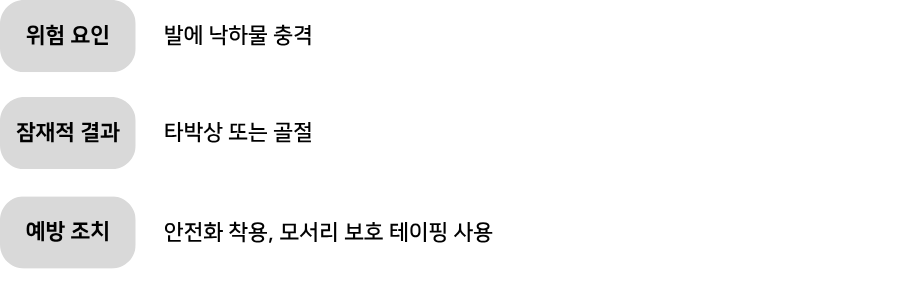 위험 요인 발에 낙하물 충격
잠재적 결과 타박상 또는 골절
예방 조치 안전화 착용, 모서리 보호 테이핑 사용